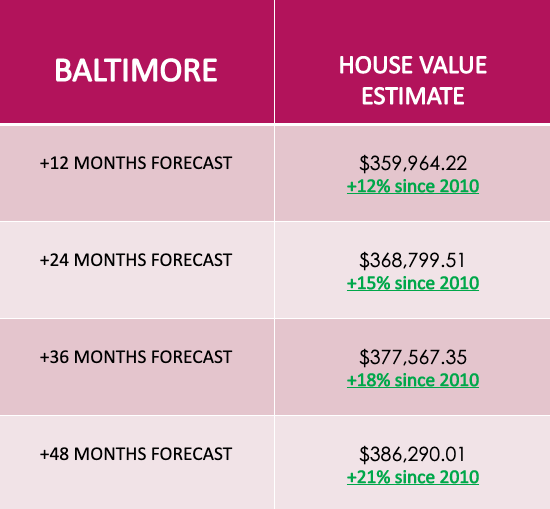 BALTIMORE
HOUSE VALUE
ESTIMATE
+12 MONTHS FORECAST
$359,964.22
+12% since 2010
+24 MONTHS FORECAST
$368,799.51
+15% since 2010
+36 MONTHS FORECAST
$377,567.35
+18% since 2010
+48 MONTHS FORECAST
$386,290.01
+21% since 2010